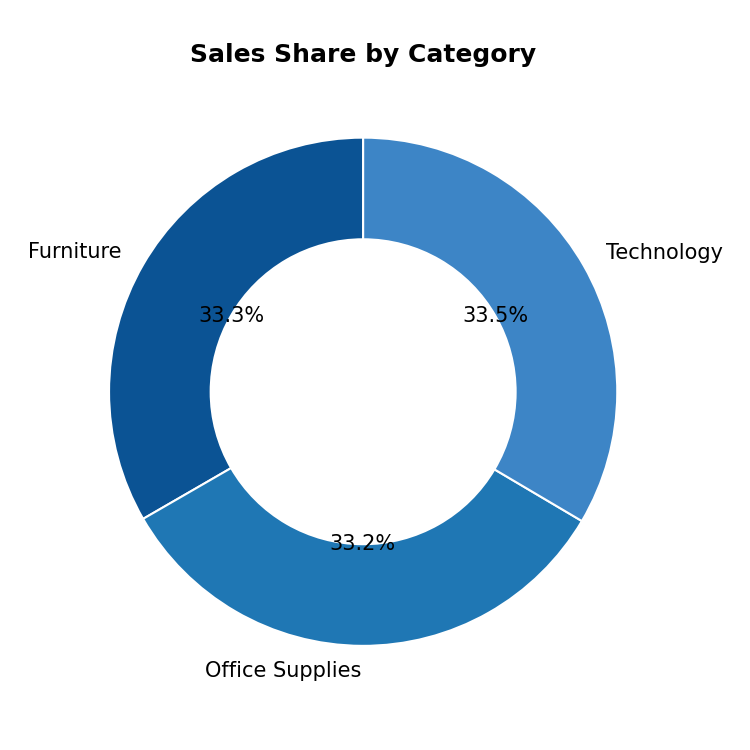 Sales Share by Category
Furniture
Technology
33.3%
33.5%
33.2%
Office Supplies